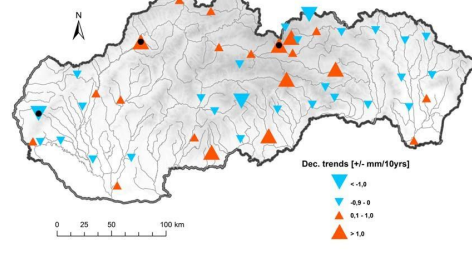 N
Dec. trends [+/- mm/10yrs]
< -1,0
-0,9 - 0
0,1 - 1,0
> 1,0
0 25 50 100 km